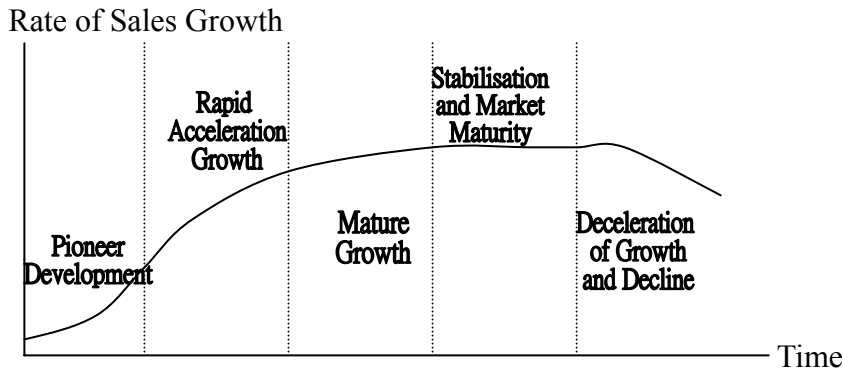 Rate of Sales Growth
Pioneer
Development
Rapid
Acceleration
Growth
Mature
Growth
Stabilisation
and Market
Maturity
Deceleration
of Growth
and Decline
Time